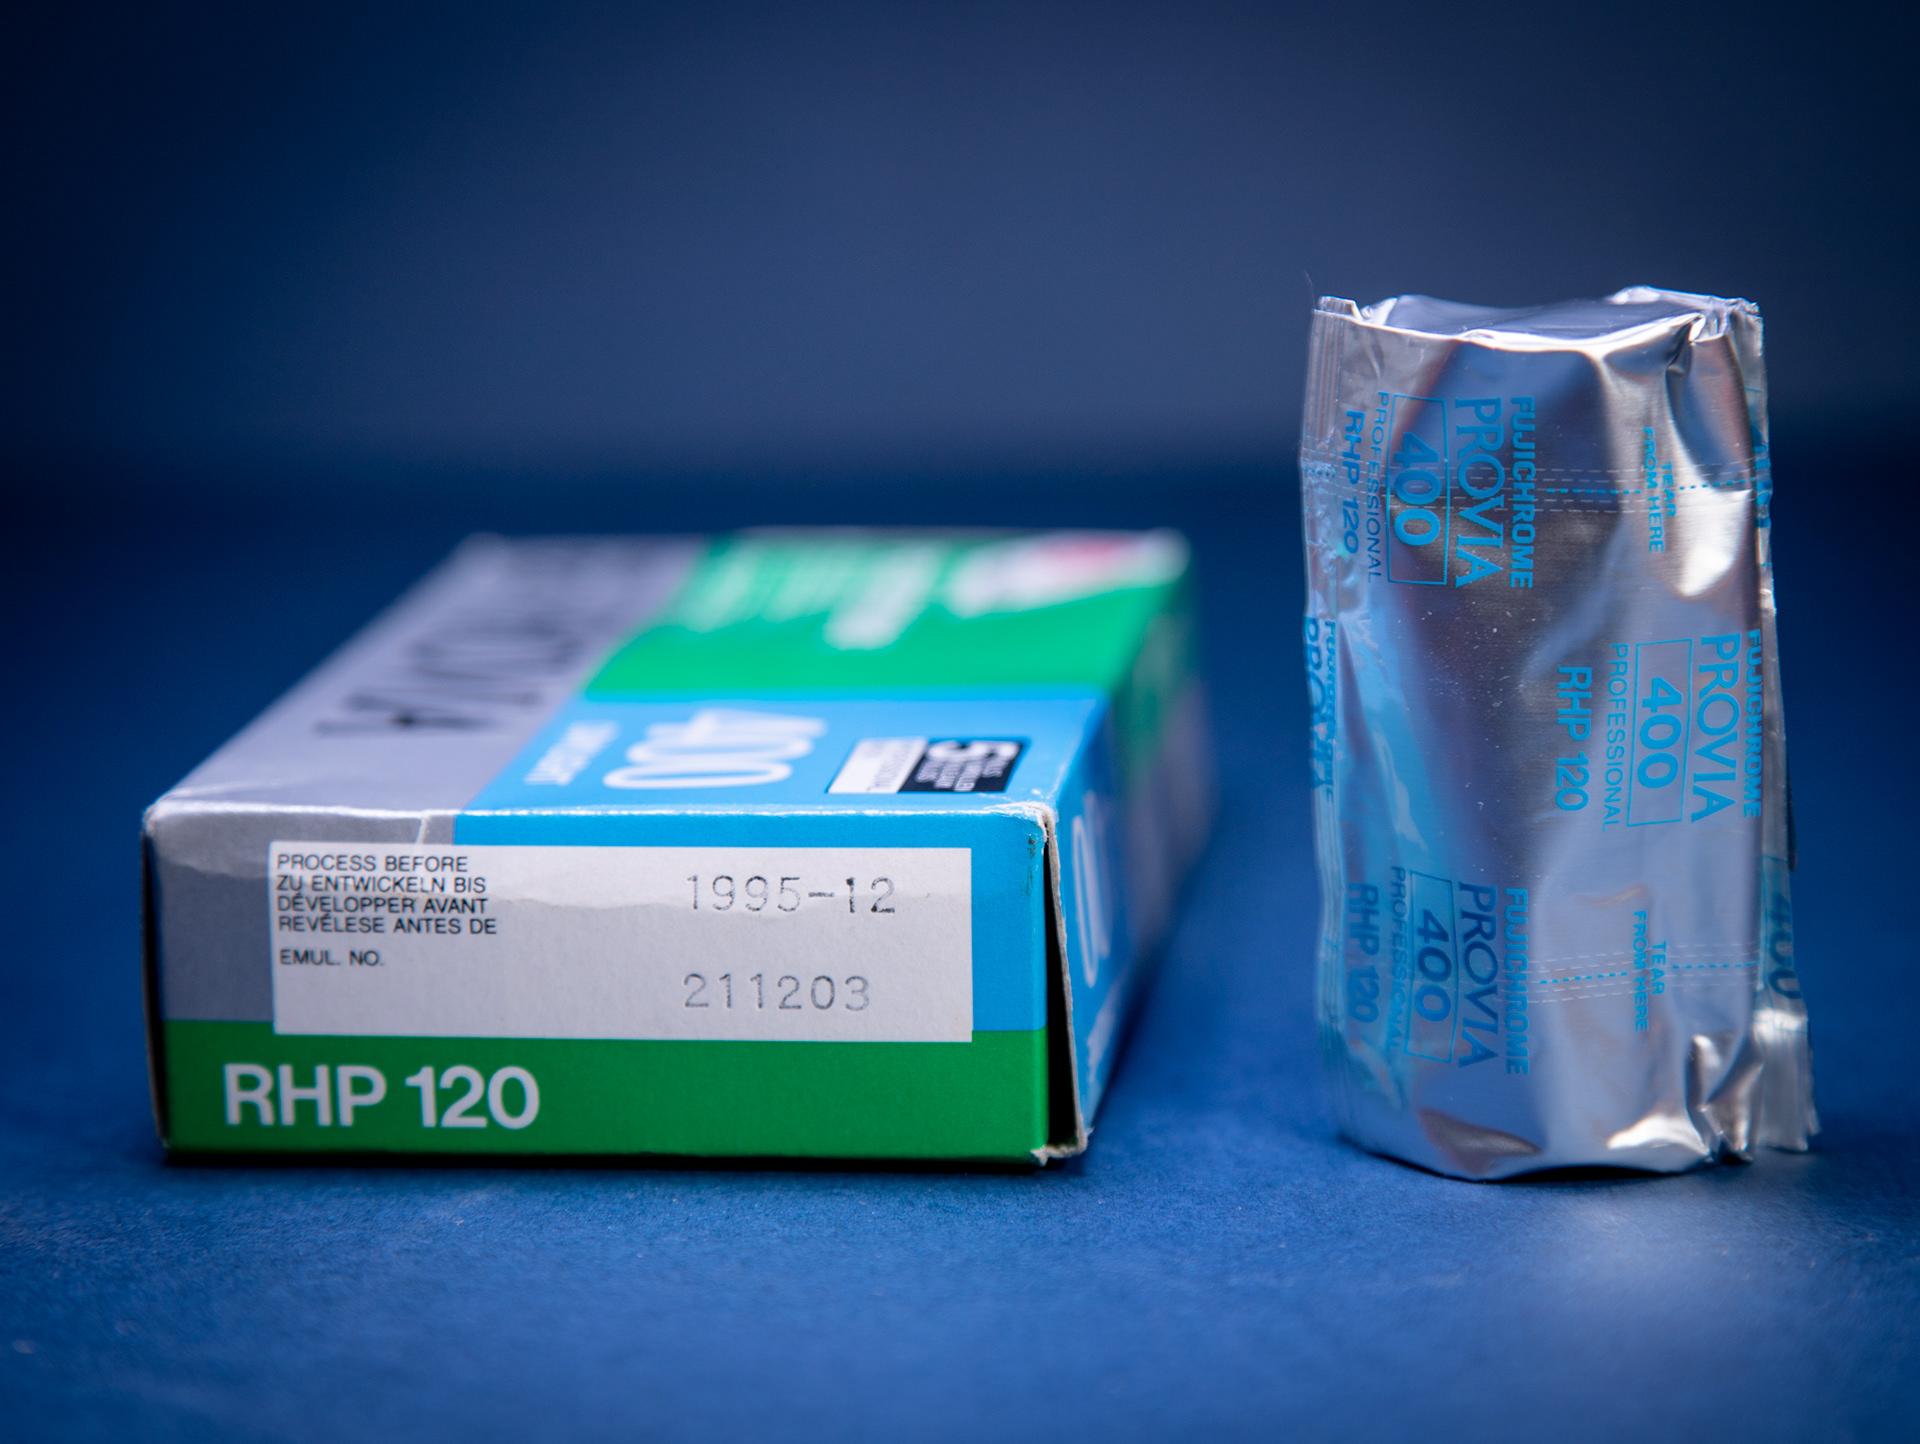 400
PROCESS BEFORE
ZU ENTWICKELN BIS
DÉVELOPPER AVANT
REVÉLESE ANTES DE
1995-12
EMUL. NO.
211203
RHP 120
FUJICHROME
PROVIA
400
PROFESSIONAL
RHP 120
TEAR
FROM HERE
FUJICHROME
PROVIA
400
PROFESSIONAL
RHP 120
FUJICHROME
PROVIA
400
PROFESSIONAL
RHP 120
TEAR
FROM HERE